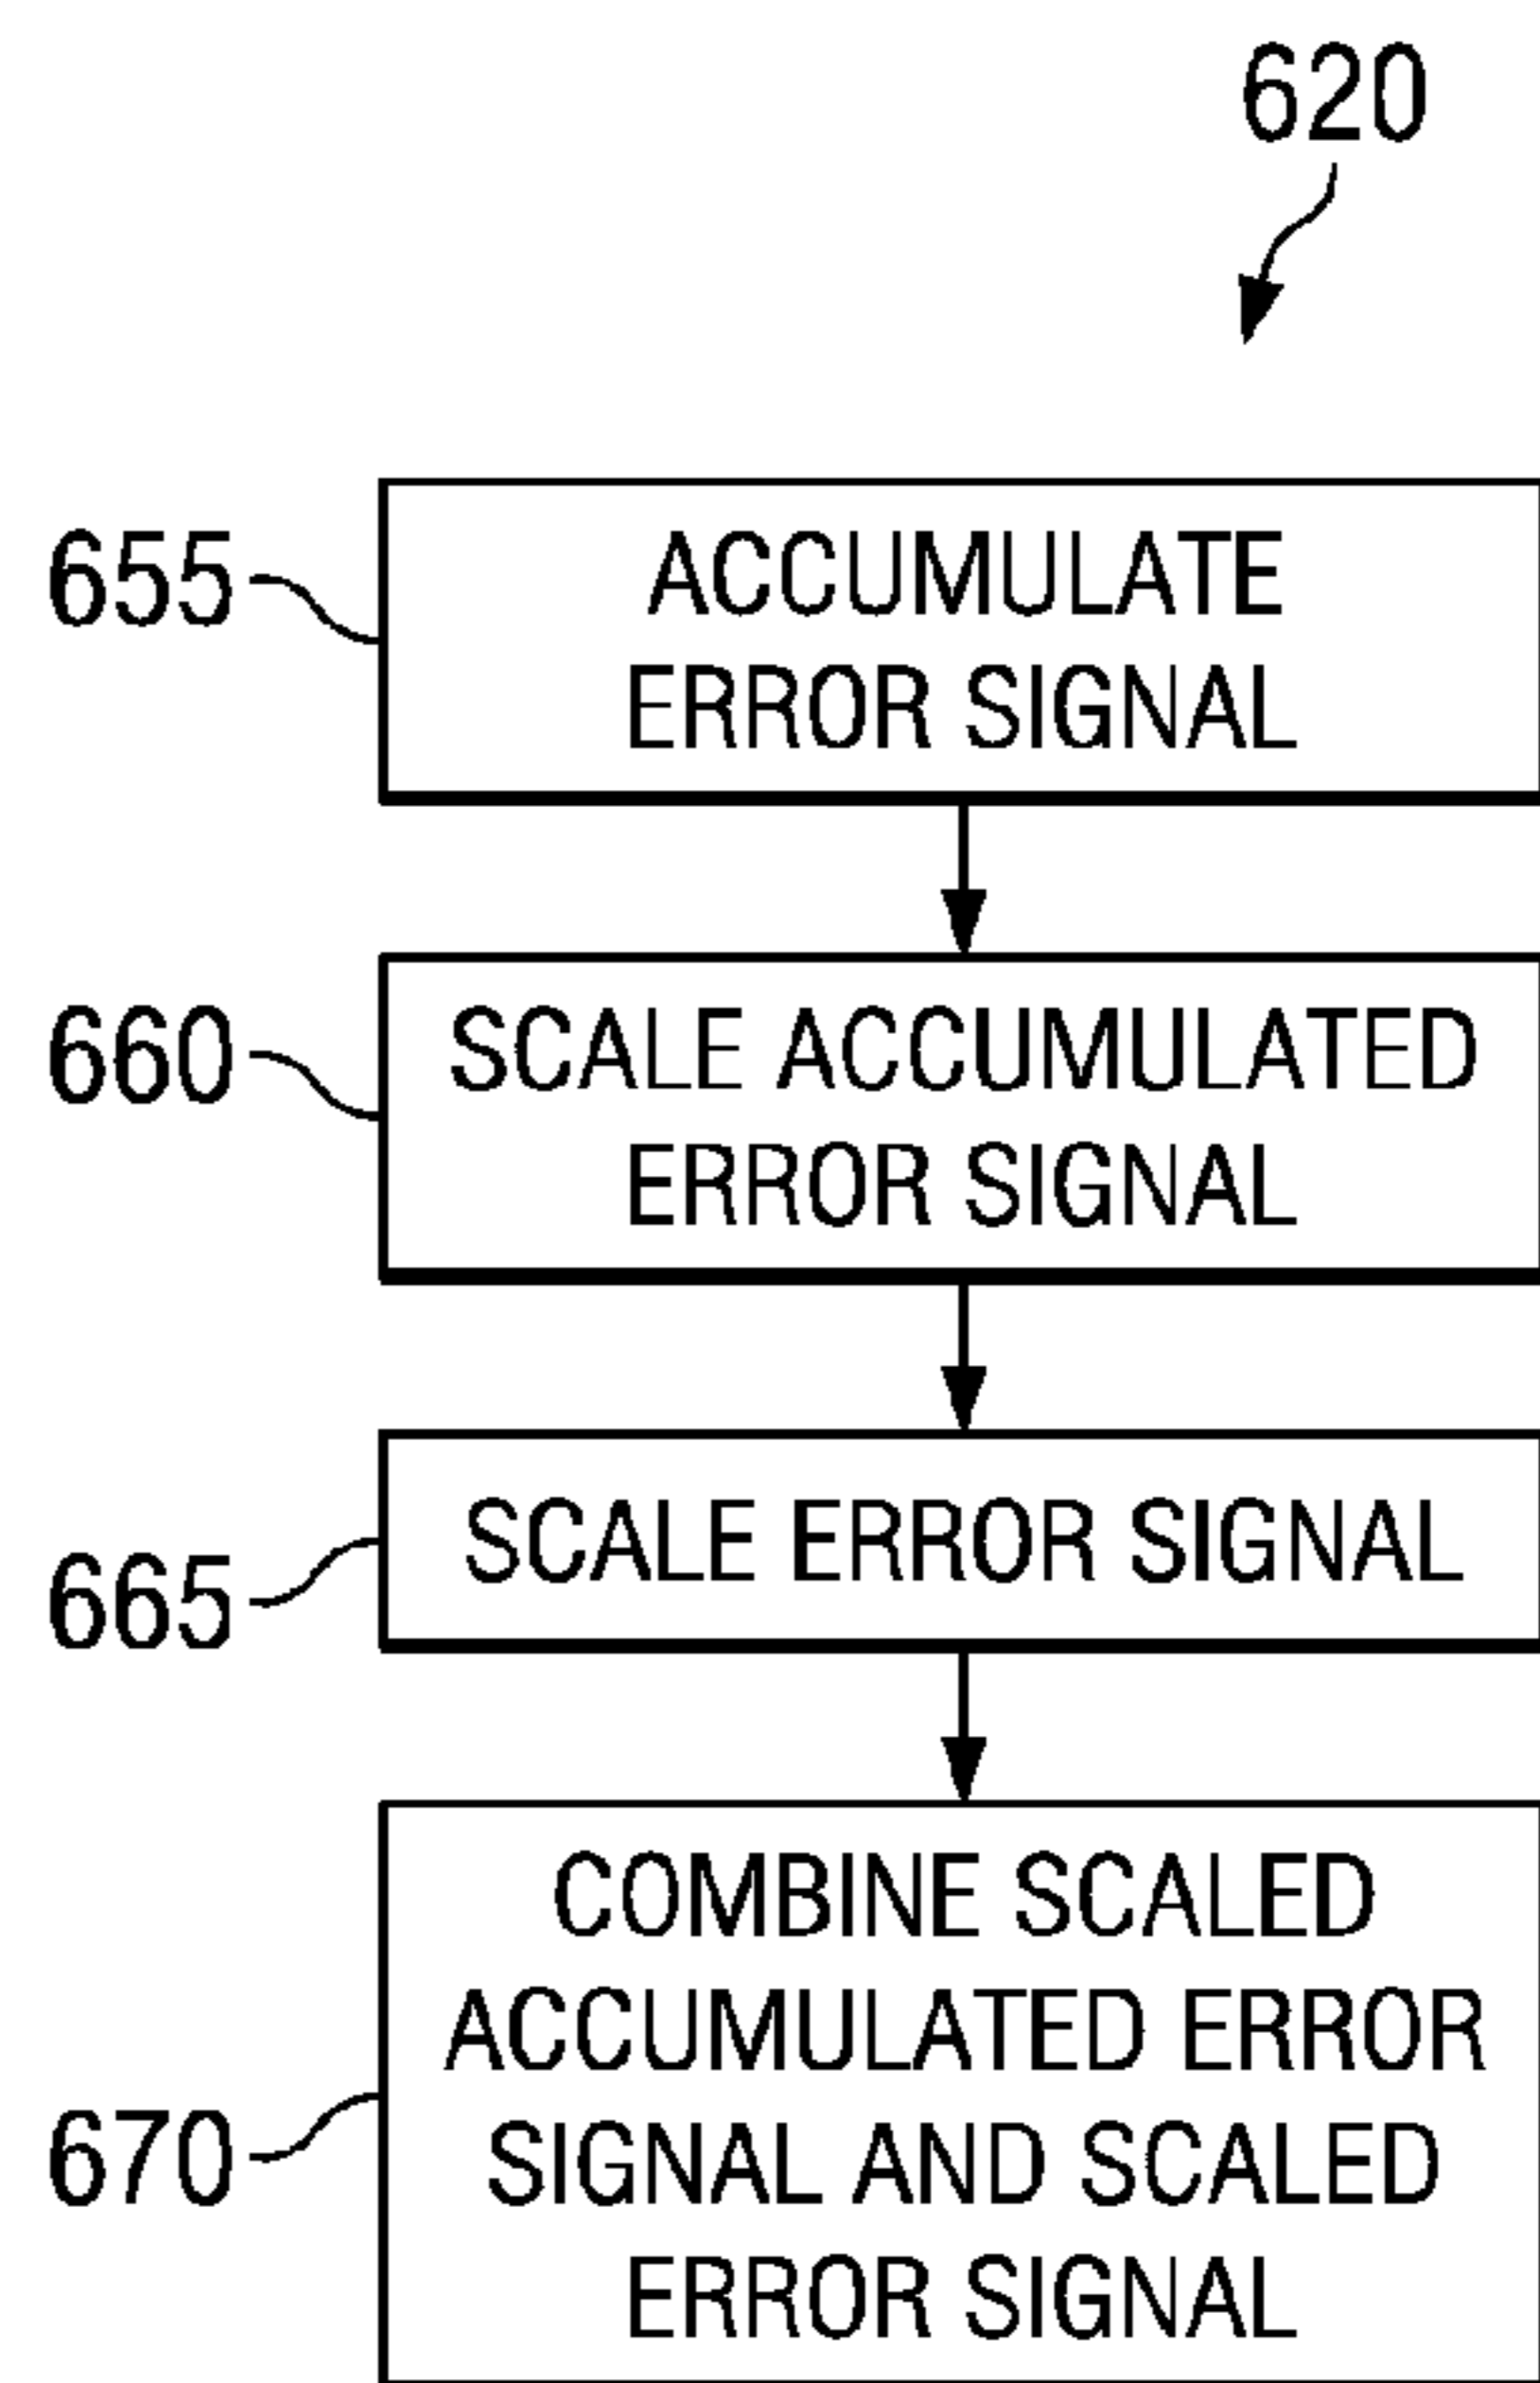 620
655
ACCUMULATE
ERROR SIGNAL
660
SCALE ACCUMULATED
ERROR SIGNAL
665
SCALE ERROR SIGNAL
670
COMBINE SCALED
ACCUMULATED ERROR
SIGNAL AND SCALED
ERROR SIGNAL